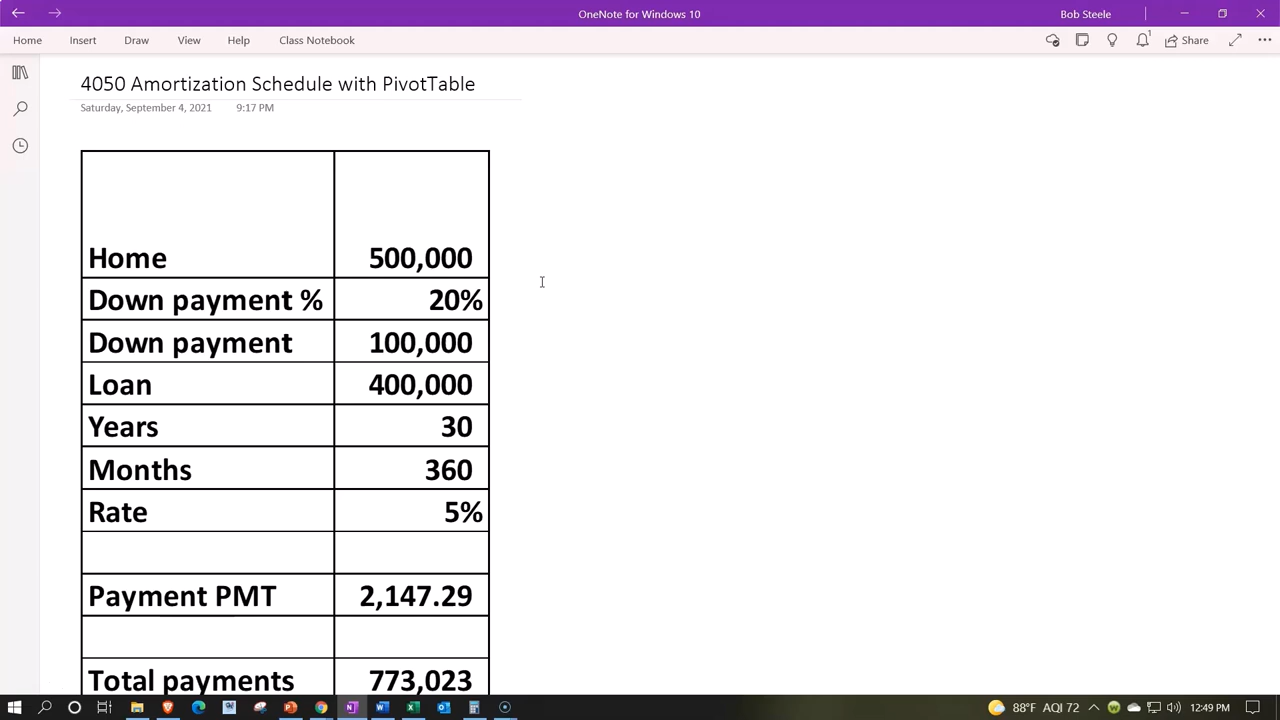 OneNote for Windows 10
Bob Steele
Home Insert Draw View Help Class Notebook
1
Share
4050 Amortization Schedule with PivotTable
Saturday, September 4, 2021 9:17 PM
Home 500,000
Down payment % 20%
Down payment 100,000
Loan 400,000
Years 30
Months 360
Rate 5%
Payment PMT 2,147.29
Total payments 773,023
88°F AQI 72 12:49 PM